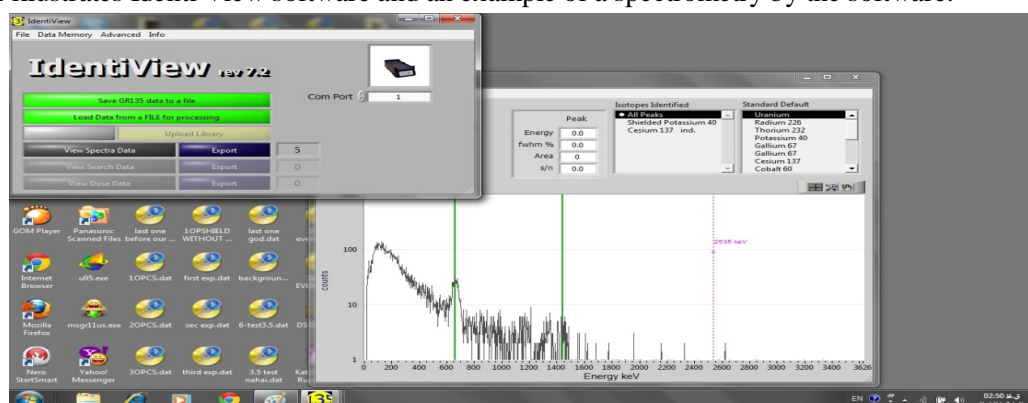 r illustrates Identi View software and an example of a spectrometry by the software.
IdentiView
File Data Memory Advanced Info
IdentiView rev 7.2
Save GR135 data to a file
Load Data from a FILE for processing
Upload Library
View Spectra Data Export 5
View Search Data Export 0
View Dose Data Export 0
Com Port 1
Peak
Energy 0.0
fwhm % 0.0
Area 0
s/n 0.0
Isotopes Identified
All Peaks
Shielded Potassium 40
Cesium 137 ind.
Standard Default
Uranium
Radium 226
Thorium 232
Potassium 40
Gallium 67
Gallium 67
Cesium 137
Cobalt 60
2535 keV
counts
100
10
1
0 200 400 600 800 1000 1200 1400 1600 1800 2000 2200 2400 2600 2800 3000 3200 3400 3626
Energy keV
GOM Player
Panasonic Scanned Files
last one before our ...
1OPSHIELD WITHOUT ...
last one god.dat
Internet Browser
u95.exe
1OPCS.dat
first exp.dat
backgroun...
Mozilla Firefox
msgr11us.exe
2OPCS.dat
sec exp.dat
6-test3.5.dat
Nero StartSmart
Yahoo! Messenger
3OPCS.dat
third exp.dat
3.5 test nahai.dat
EN
02:50